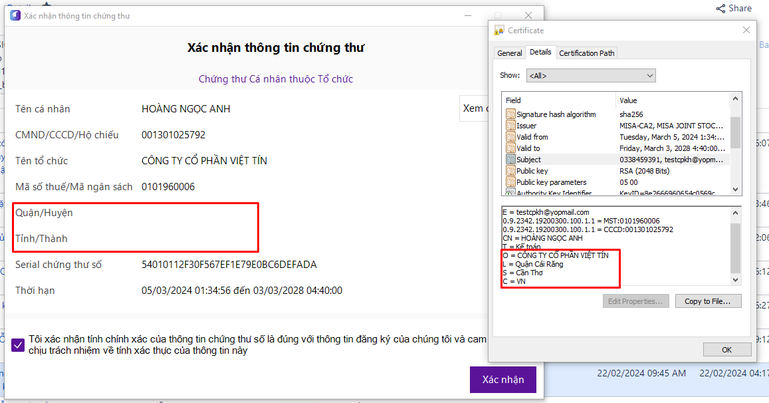 Share
Xác nhận thông tin chứng thư
Xác nhận thông tin chứng thư
Chứng thư Cá nhân thuộc Tổ chức
Tên cá nhân HOÀNG NGỌC ANH
Xem c
CMND/CCCD/Hộ chiếu 001301025792
Tên tổ chức CÔNG TY CỔ PHẦN VIỆT TÍN
Mã số thuế/Mã ngân sách 0101960006
Quận/Huyện
Tỉnh/Thành
Serial chứng thư số 54010112F30F567EF1E79E0BC6DEFADA
Thời hạn 05/03/2024 01:34:56 đến 03/03/2028 04:40:00
Tôi xác nhận tính chính xác của thông tin chứng thư số là đúng với thông tin đăng ký của chúng tôi và cam
chịu trách nhiệm về tính xác thực của thông tin này
Xác nhận
Certificate
General Details Certification Path
Show: <All>
Field Value
Signature hash algorithm sha256
Issuer MISA-CA2, MISA JOINT STOC...
Valid from Tuesday, March 5, 2024 1:34:...
Valid to Friday, March 3, 2028 4:40:00...
Subject 0338459391, testcpkh@yopm...
Public key RSA (2048 Bits)
Public key parameters 05 00
Authority Key Identifier KeyID=8e2666960654c0569c
E = testcpkh@yopmail.com
0.9.2342.19200300.100.1.1 = MST:0101960006
0.9.2342.19200300.100.1.1 = CCCD:001301025792
CN = HOÀNG NGỌC ANH
T = Kế toán
O = CÔNG TY CỔ PHẦN VIỆT TÍN
L = Quận Cái Răng
S = Cần Thơ
C = VN
Edit Properties... Copy to File...
OK
22/02/2024 09:45 AM 22/02/2024 04:17